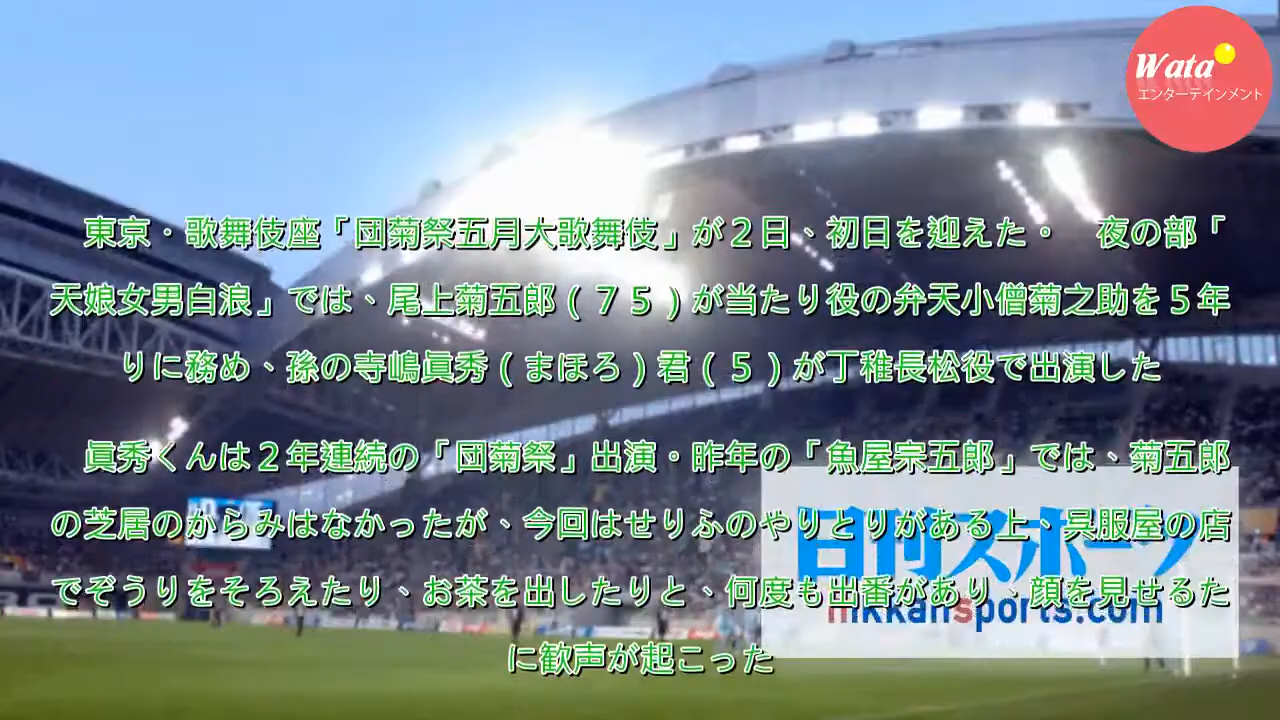 Wata
エンターテインメント
東京・歌舞伎座「団菊祭五月大歌舞伎」が２日、初日を迎えた・　夜の部「
天娘女男白浪」では、尾上菊五郎（７５）が当たり役の弁天小僧菊之助を５年
りに務め、孫の寺嶋眞秀（まほろ）君（５）が丁稚長松役で出演した
眞秀くんは２年連続の「団菊祭」出演・昨年の「魚屋宗五郎」では、菊五郎
の芝居のからみはなかったが、今回はせりふのやりとりがある上、呉服屋の店
でぞうりをそろえたり、お茶を出したりと、何度も出番があり、顔を見せるた
に歓声が起こった
日刊スポーツ
nikkansports.com